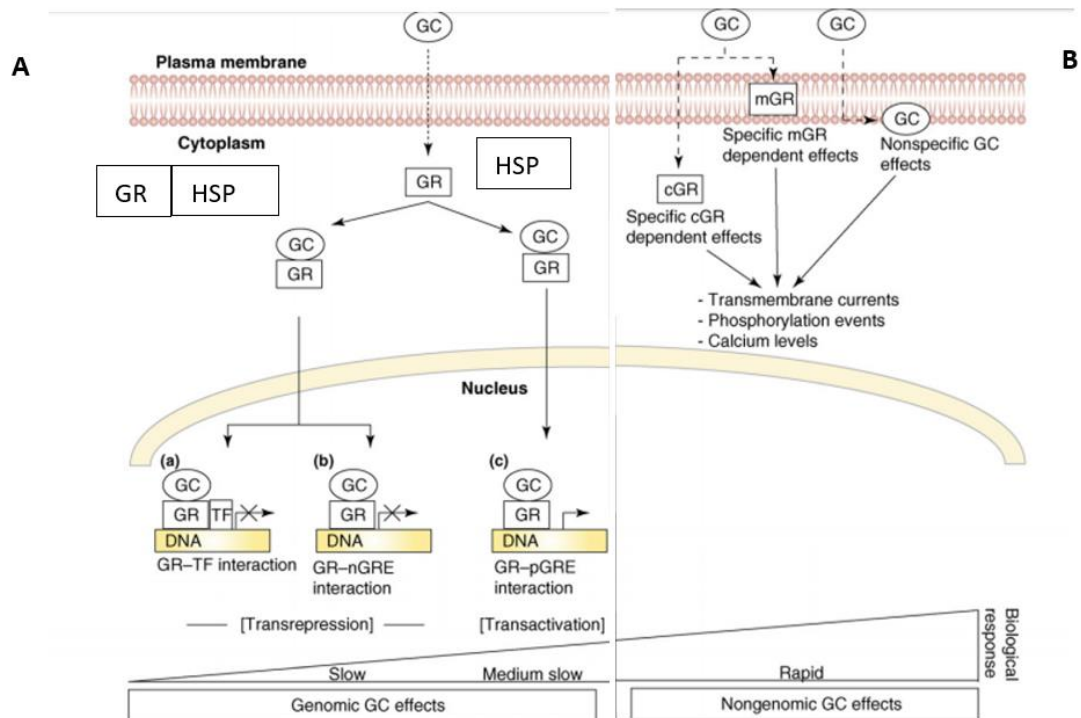 A
B
GC
GC
GC
Plasma membrane
mGR
GC
Cytoplasm
Specific mGR
dependent effects
Nonspecific GC
effects
GR
HSP
HSP
GR
cGR
Specific cGR
dependent effects
GC
GR
GC
GR
- Transmembrane currents
- Phosphorylation events
- Calcium levels
Nucleus
(a)
GC
GR
TF
DNA
GR–TF interaction
(b)
GC
GR
DNA
GR–nGRE
interaction
(c)
GC
GR
DNA
GR–pGRE
interaction
[Transrepression]
[Transactivation]
Slow
Medium slow
Rapid
Biological
response
Genomic GC effects
Nongenomic GC effects